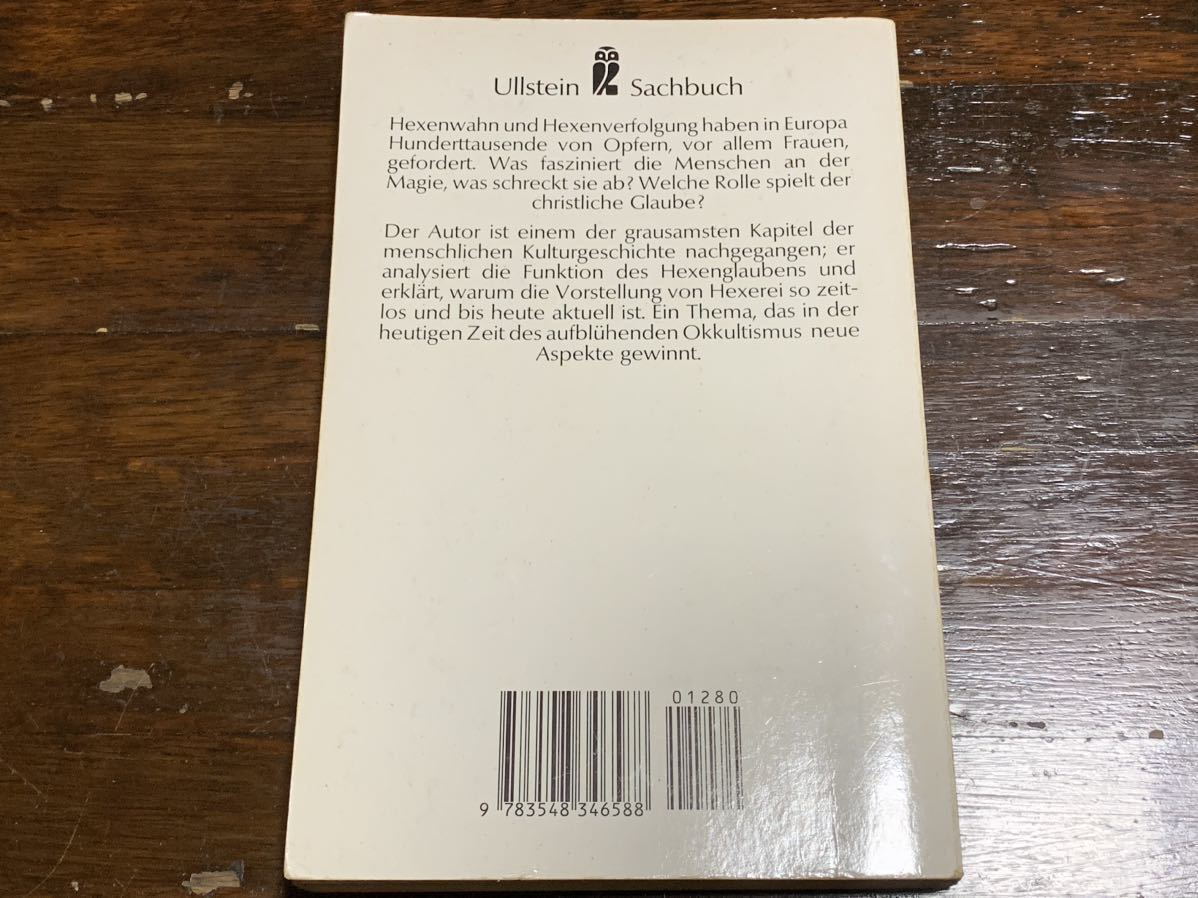 Ullstein Sachbuch
Hexenwahn und Hexenverfolgung haben in Europa
Hunderttausende von Opfern, vor allem Frauen,
gefordert. Was fasziniert die Menschen an der
Magie, was schreckt sie ab? Welche Rolle spielt der
christliche Glaube?
Der Autor ist einem der grausamsten Kapitel der
menschlichen Kulturgeschichte nachgegangen; er
analysiert die Funktion des Hexenglaubens und
erklärt, warum die Vorstellung von Hexerei so zeit-
los und bis heute aktuell ist. Ein Thema, das in der
heutigen Zeit des aufblühenden Okkultismus neue
Aspekte gewinnt.
01280
9 783548 346588